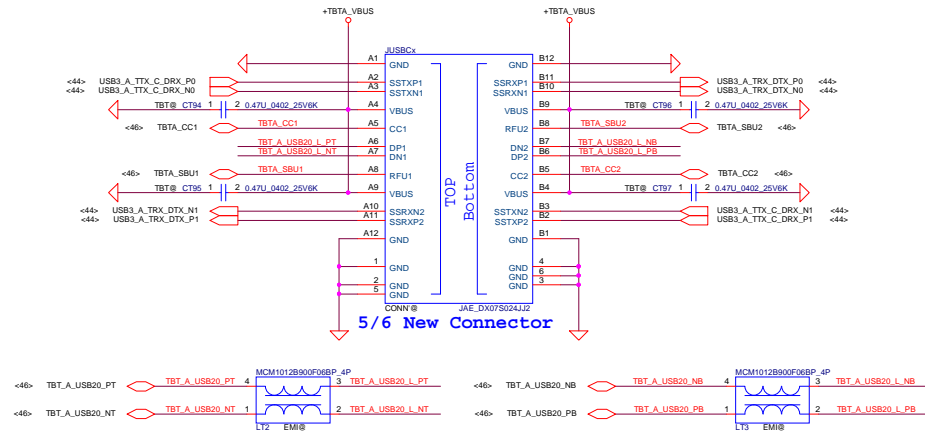 +TBTA_VBUS +TBTA_VBUS
JUSBCx
A1 GND GND B12
<44> USB3_A_TTX_C_DRX_P0 A2 SSTXP1 SSRXP1 B11 USB3_A_TRX_DTX_P0 <44>
<44> USB3_A_TTX_C_DRX_N0 A3 SSTXN1 SSRXN1 B10 USB3_A_TRX_DTX_N0 <44>
TBT@ CT94 1 2 0.47U_0402_25V6K A4 VBUS VBUS B9 TBT@ CT96 1 2 0.47U_0402_25V6K
<46> TBTA_CC1 TBTA_CC1 A5 CC1 RFU2 B8 TBTA_SBU2 TBTA_SBU2 <46>
TBT_A_USB20_L_PT A6 DP1 DN2 B7 TBT_A_USB20_L_NB
TBT_A_USB20_L_NT A7 DN1 DP2 B6 TBT_A_USB20_L_PB
<46> TBTA_SBU1 TBTA_SBU1 A8 RFU1 CC2 B5 TBTA_CC2 TBTA_CC2 <46>
TBT@ CT95 1 2 0.47U_0402_25V6K A9 VBUS VBUS B4 TBT@ CT97 1 2 0.47U_0402_25V6K
<44> USB3_A_TRX_DTX_N1 A10 SSRXN2 SSTXN2 B3 USB3_A_TTX_C_DRX_N1 <44>
<44> USB3_A_TRX_DTX_P1 A11 SSRXP2 SSTXP2 B2 USB3_A_TTX_C_DRX_P1 <44>
A12 GND GND B1
TOP
Bottom
1 GND GND 4
2 GND GND 6
5 GND GND 3
CONN'@ JAE_DX07S024JJ2
5/6 New Connector
MCM1012B900F06BP_4P MCM1012B900F06BP_4P
<46> TBT_A_USB20_PT TBT_A_USB20_PT 4 3 TBT_A_USB20_L_PT <46> TBT_A_USB20_NB TBT_A_USB20_NB 4 3 TBT_A_USB20_L_NB
<46> TBT_A_USB20_NT TBT_A_USB20_NT 1 2 TBT_A_USB20_L_NT <46> TBT_A_USB20_PB TBT_A_USB20_PB 1 2 TBT_A_USB20_L_PB
LT2 EMI@ LT3 EMI@